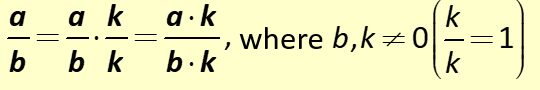 a/b = a/b · k/k = a · k / b · k, where b,k ≠ 0 (k/k = 1)